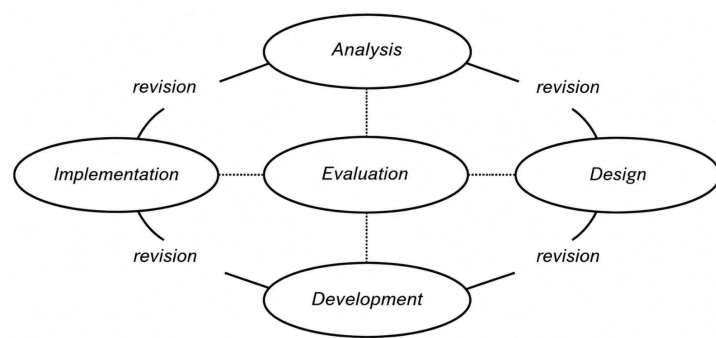 Analysis
revision
revision
Implementation
Evaluation
Design
revision
revision
Development